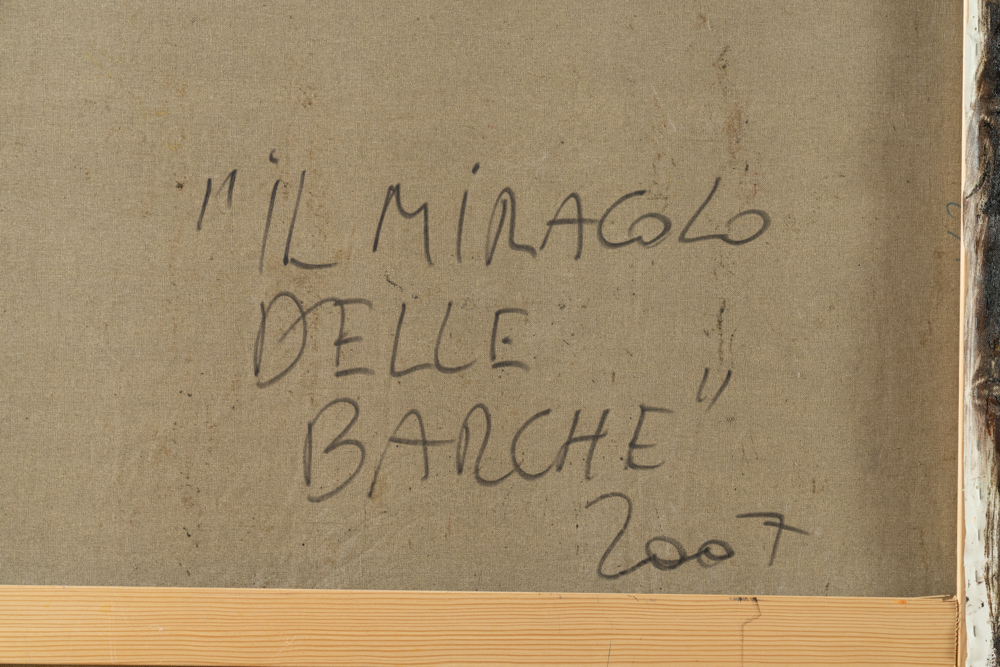 "IL MIRACOLO
DELLE
BARCHE"
2007